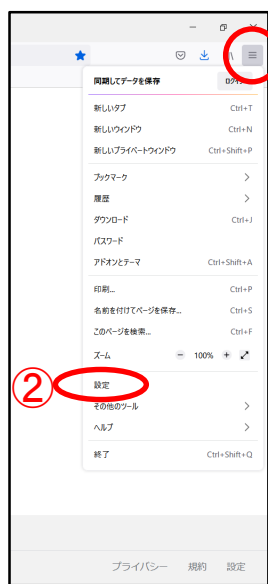 同期してデータを保存
新しいタブ Ctrl+T
新しいウィンドウ Ctrl+N
新しいプライベートウィンドウ Ctrl+Shift+P
ブックマーク
履歴
ダウンロード Ctrl+J
パスワード
アドオンとテーマ Ctrl+Shift+A
印刷... Ctrl+P
名前を付けてページを保存... Ctrl+S
このページを検索... Ctrl+F
ズーム − 100% +
② 設定
その他のツール
ヘルプ
終了 Ctrl+Shift+Q
プライバシー 規約 設定